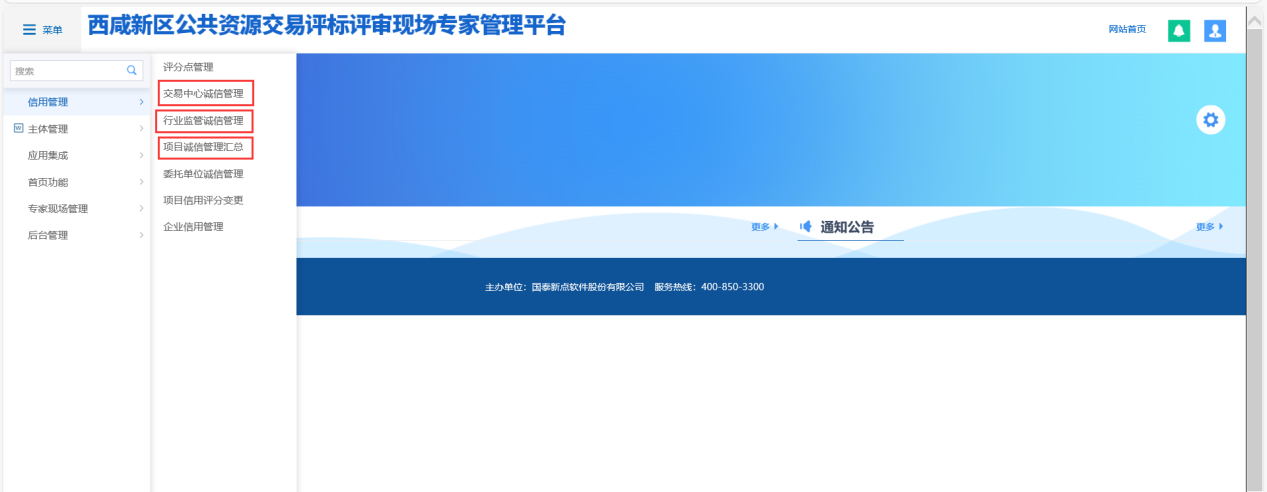 菜单
西咸新区公共资源交易评标评审现场专家管理平台
网站首页
搜索
信用管理
主体管理
应用集成
首页功能
专家现场管理
后台管理
评分点管理
交易中心诚信管理
行业监管诚信管理
项目诚信管理汇总
委托单位诚信管理
项目信用评分变更
企业信用管理
更多
通知公告
更多
主办单位：国泰新点软件股份有限公司 服务热线：400-850-3300